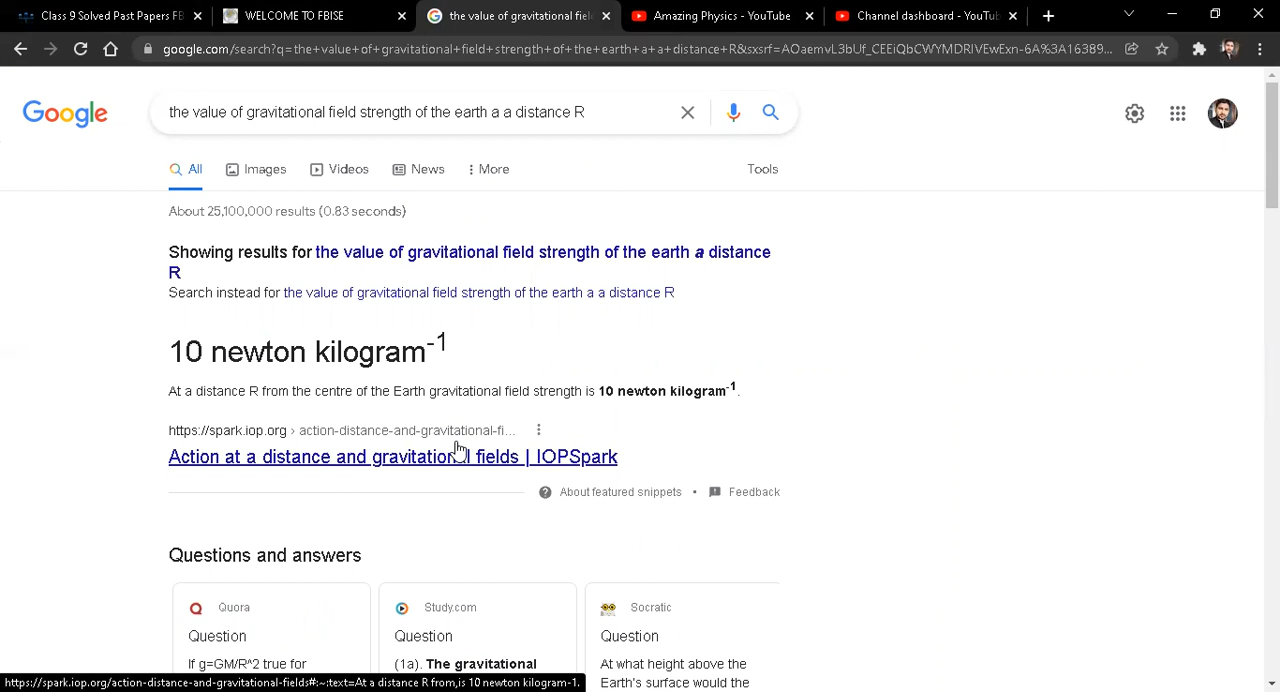 Class 9 Solved Past Papers FB
WELCOME TO FBISE
the value of gravitational fiel
Amazing Physics - YouTube
Channel dashboard - YouTu
google.com/search?q=the+value+of+gravitational+field+strength+of+the+earth+a+a+distance+R&sxsrf=AOaemvL3bUf_CEEiQbCWYMDRIVEwExn-6A%3A16389...
Google
the value of gravitational field strength of the earth a a distance R
All
Images
Videos
News
More
Tools
About 25,100,000 results (0.83 seconds)
Showing results for the value of gravitational field strength of the earth a distance
R
Search instead for the value of gravitational field strength of the earth a a distance R
10 newton kilogram-1
At a distance R from the centre of the Earth gravitational field strength is 10 newton kilogram-1.
https://spark.iop.org › action-distance-and-gravitational-fi...
Action at a distance and gravitational fields | IOPSpark
About featured snippets • Feedback
Questions and answers
Quora
Study.com
Socratic
Question
Question
Question
If g=GM/R^2 true for
(1a). The gravitational
At what height above the
Earth's surface would the
https://spark.iop.org/action-distance-and-gravitational-fields#:~:text=At a distance R from,is 10 newton kilogram-1.